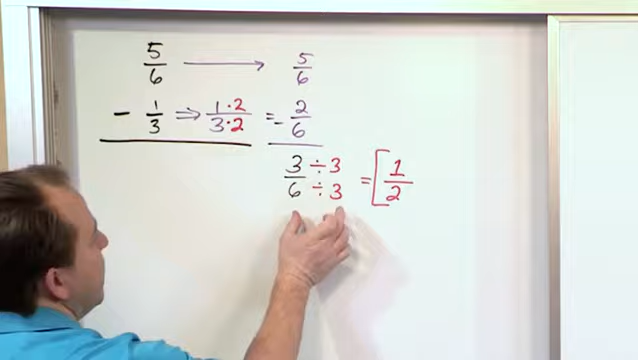 5/6 → 5/6
- 1/3 ⇒ 1·2/3·2 = - 2/6
3/6 ÷3/÷3 = [1/2